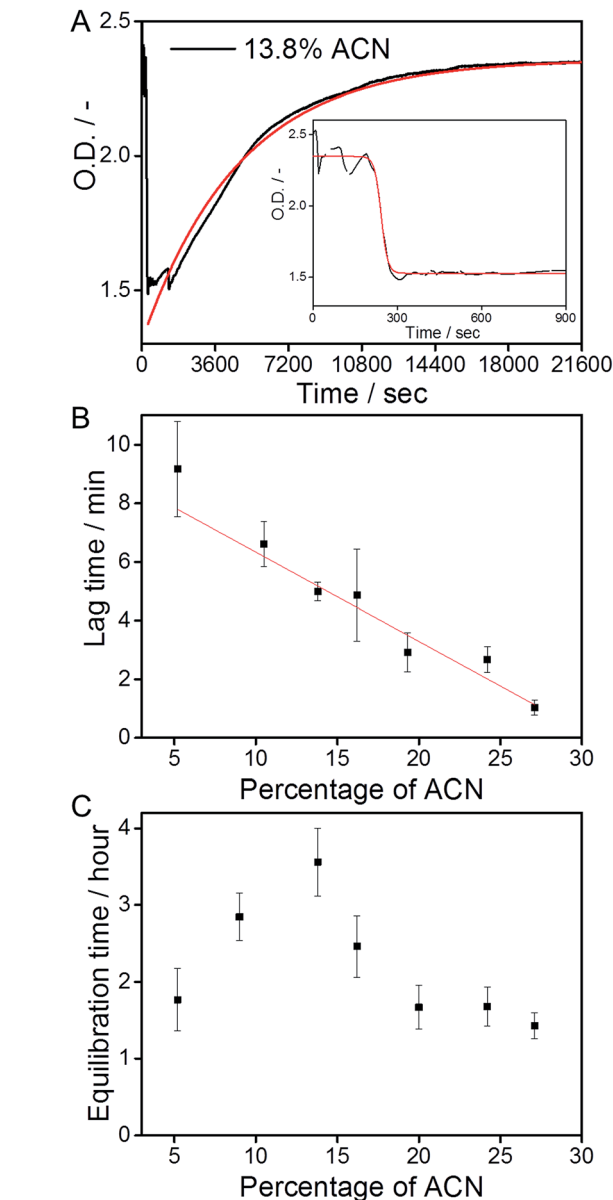 A
2.5
13.8% ACN
2.0
1.5
O.D. / -
2.5
2.0
1.5
O.D. / -
0 300 600 900
Time / sec
0 3600 7200 10800 14400 18000 21600
Time / sec
B
10
8
6
4
2
0
Lag time / min
5 10 15 20 25 30
Percentage of ACN
C
4
3
2
1
0
Equilibration time / hour
5 10 15 20 25 30
Percentage of ACN